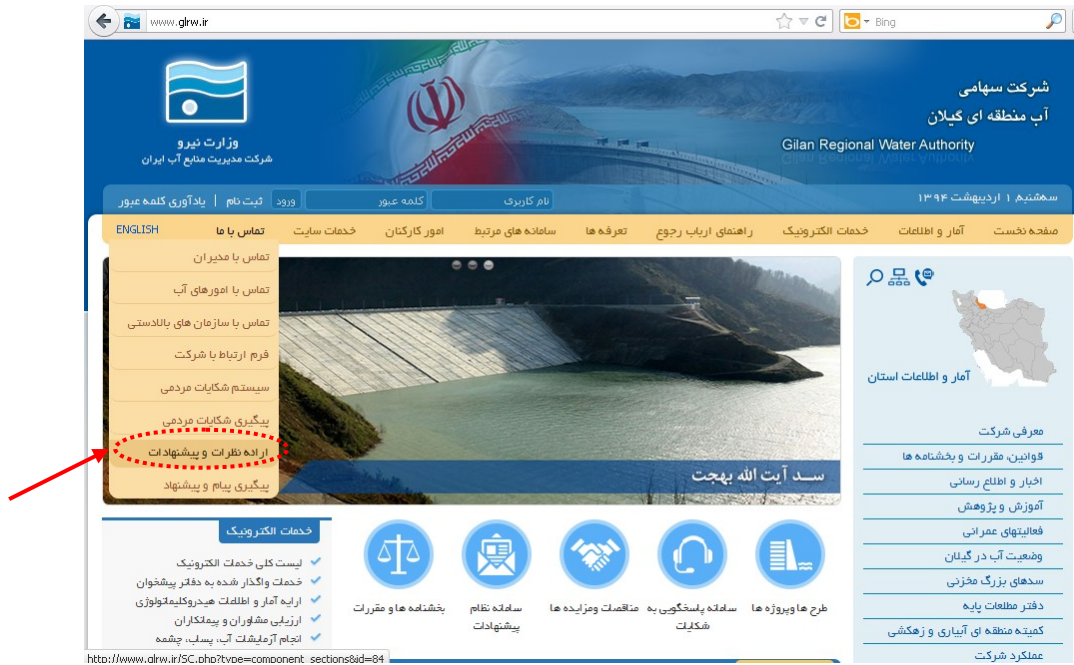 www.glrw.ir
Bing
شرکت سهامی
آب منطقه ای گیلان
Gilan Regional Water Authority
وزارت نیرو
شرکت مدیریت منابع آب ایران
سه‌شنبه, ۱ اردیبهشت ۱۳۹۴
نام کاربری
کلمه عبور
ورود
ثبت نام | یادآوری کلمه عبور
صفحه نخست
آمار و اطلاعات
خدمات الکترونیک
راهنمای ارباب رجوع
تعرفه ها
سامانه های مرتبط
امور کارکنان
خدمات سایت
تماس با ما
ENGLISH
تماس با مدیران
تماس با امورهای آب
تماس با سازمان های بالادستی
فرم ارتباط با شرکت
سیستم شکایات مردمی
پیگیری شکایات مردمی
ارائه نظرات و پیشنهادات
پیگیری پیام و پیشنهاد
ســد آیت الله بهجت
آمار و اطلاعات استان
معرفی شرکت
قوانین، مقررات و بخشنامه ها
اخبار و اطلاع رسانی
آموزش و پژوهش
فعالیتهای عمرانی
وضعیت آب در گیلان
سدهای بزرگ مخزنی
دفتر مطلعات پایه
کمیته منطقه ای آبیاری و زهکشی
عملکرد شرکت
طرح ها وپروژه ها
سامانه پاسخگویی به
شکایات
مناقصات ومزایده ها
سامانه نظام
پیشنهادات
بخشنامه ها و مقررات
خدمات الکترونیک
لیست کلی خدمات الکترونیک
خدمات واگذار شده به دفاتر پیشخوان
ارایه آمار و اطلاعات هیدروکلیماتولوژی
ارزیابی مشاوران و پیمانکاران
انجام آزمایشات آب، پساب، چشمه
http://www.glrw.ir/SC.php?type=component_sections&id=84